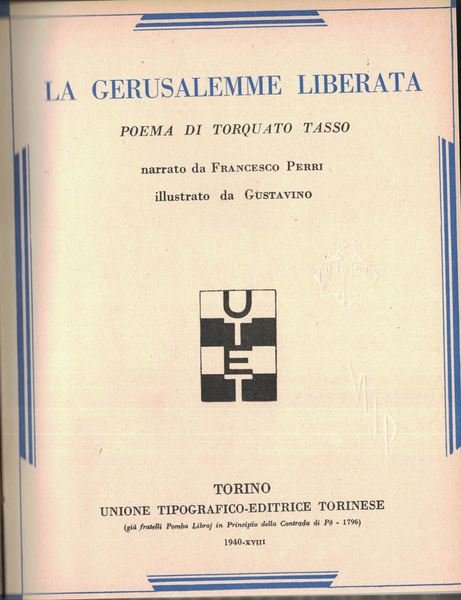 LA GERUSALEMME LIBERATA
POEMA DI TORQUATO TASSO
narrato da FRANCESCO PERRI
illustrato da GUSTAVINO
UTET
TORINO
UNIONE TIPOGRAFICO-EDITRICE TORINESE
(già fratelli Pomba Libraj in Principio della Contrada di Pò - 1796)
1940-XVIII